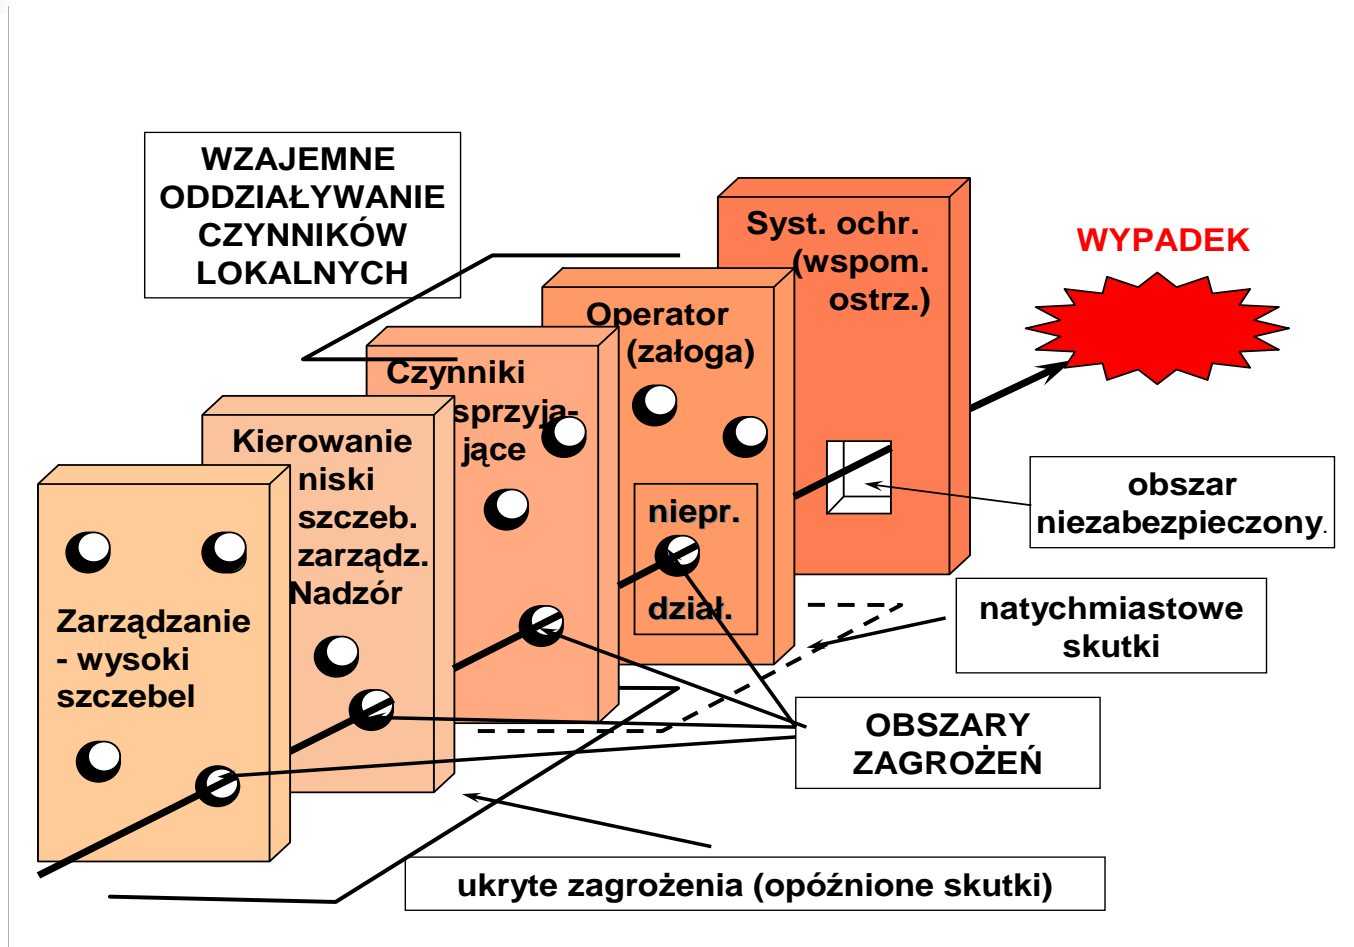 WZAJEMNE
ODDZIAŁYWANIE
CZYNNIKÓW
LOKALNYCH
Syst. ochr.
(wspom.
ostrz.)
WYPADEK
Operator
(załoga)
Czynniki
sprzyja-
jące
Kierowanie
niski
szczeb.
zarządz.
Nadzór
niepr.
dział.
obszar
niezabezpieczony.
Zarządzanie
- wysoki
szczebel
natychmiastowe
skutki
OBSZARY
ZAGROŻEŃ
ukryte zagrożenia (opóźnione skutki)